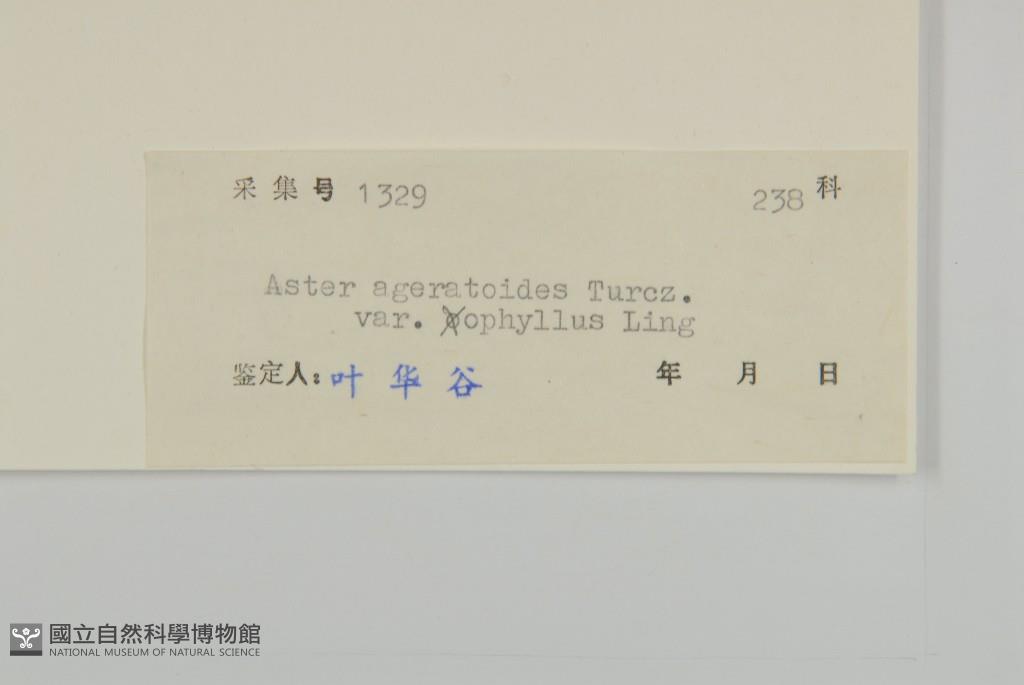 采集号 1329 238 科
Aster ageratoides Turcz.
var. oophyllus Ling
鉴定人:叶华谷 年 月 日
國立自然科學博物館
NATIONAL MUSEUM OF NATURAL SCIENCE